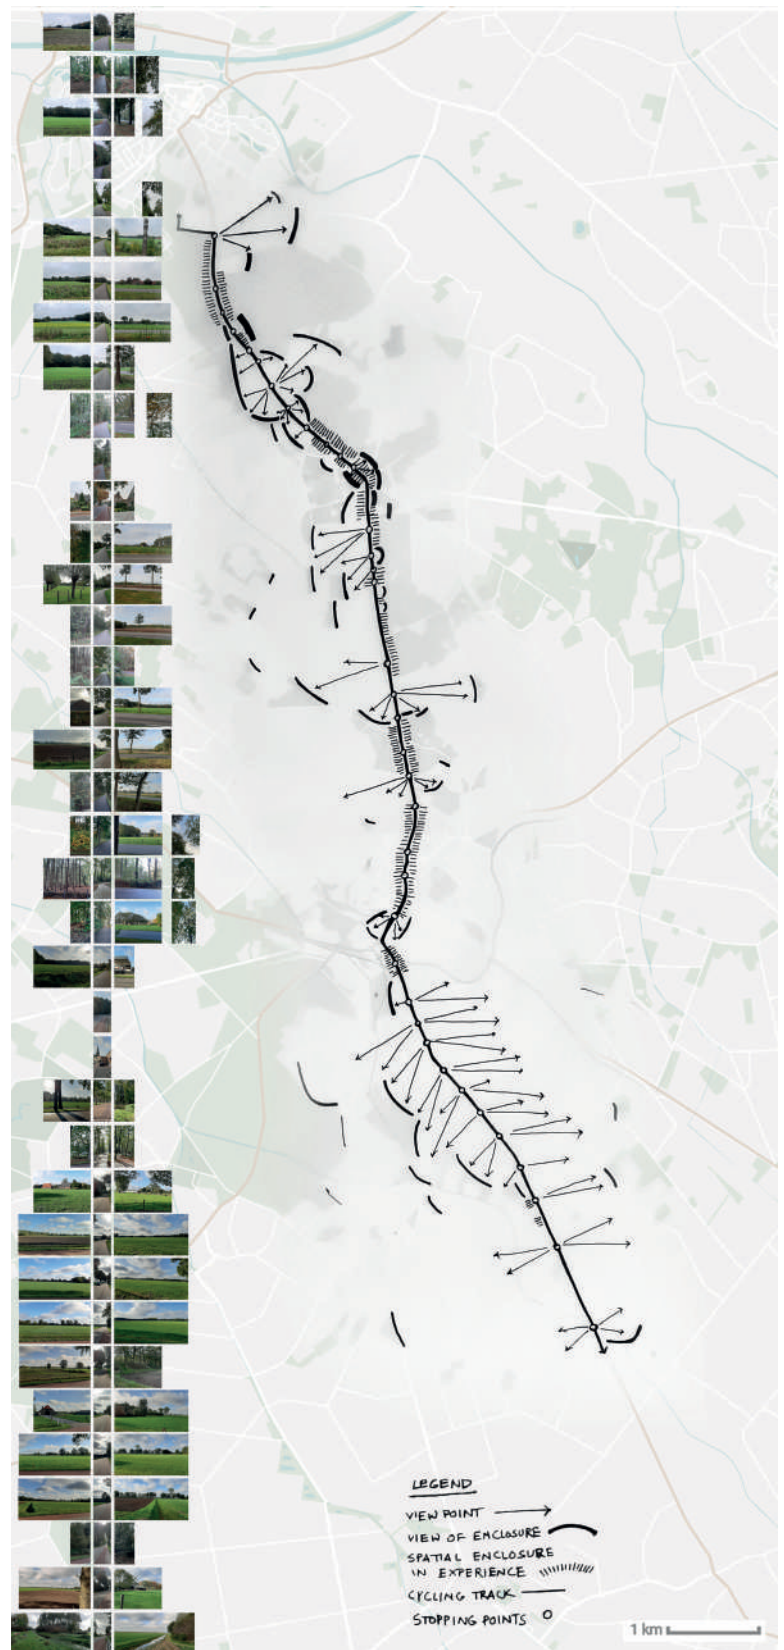 LEGEND
VIEW POINT
VIEW OF ENCLOSURE
SPATIAL ENCLOSURE
IN EXPERIENCE
CYCLING TRACK
STOPPING POINTS
1 km